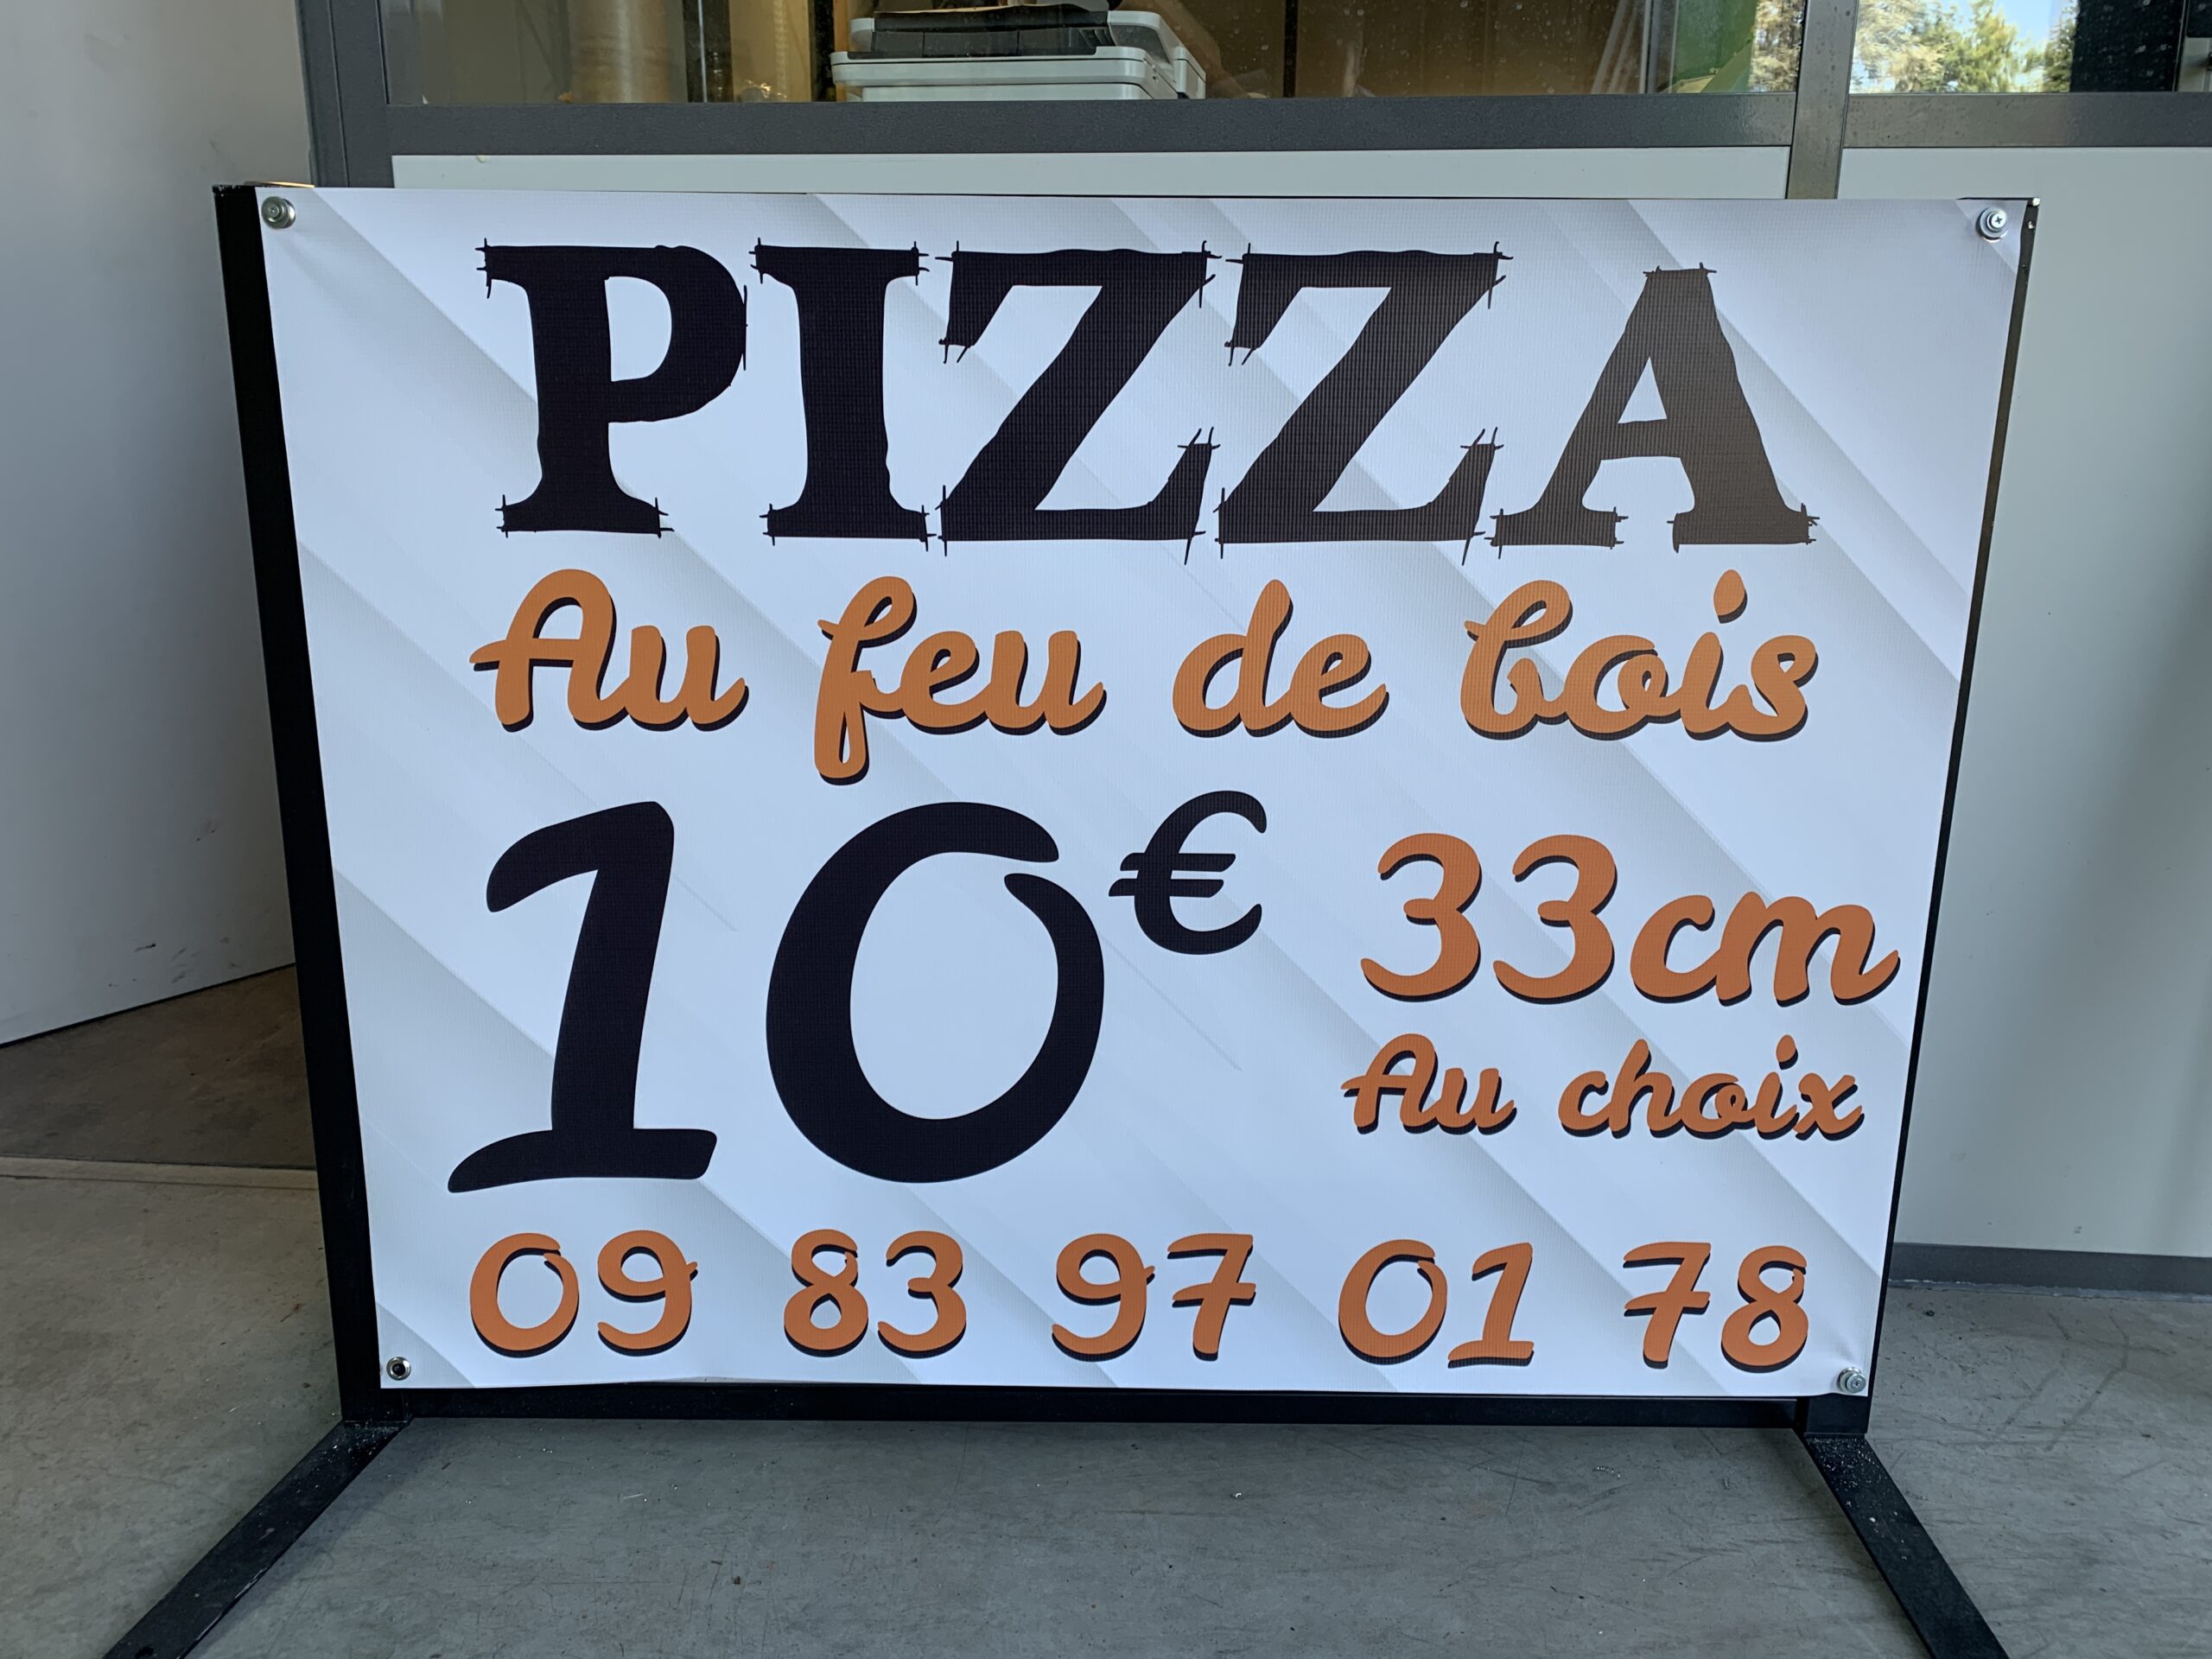 PIZZA
Au feu de bois
10€ 33cm
Au choix
09 83 97 01 78